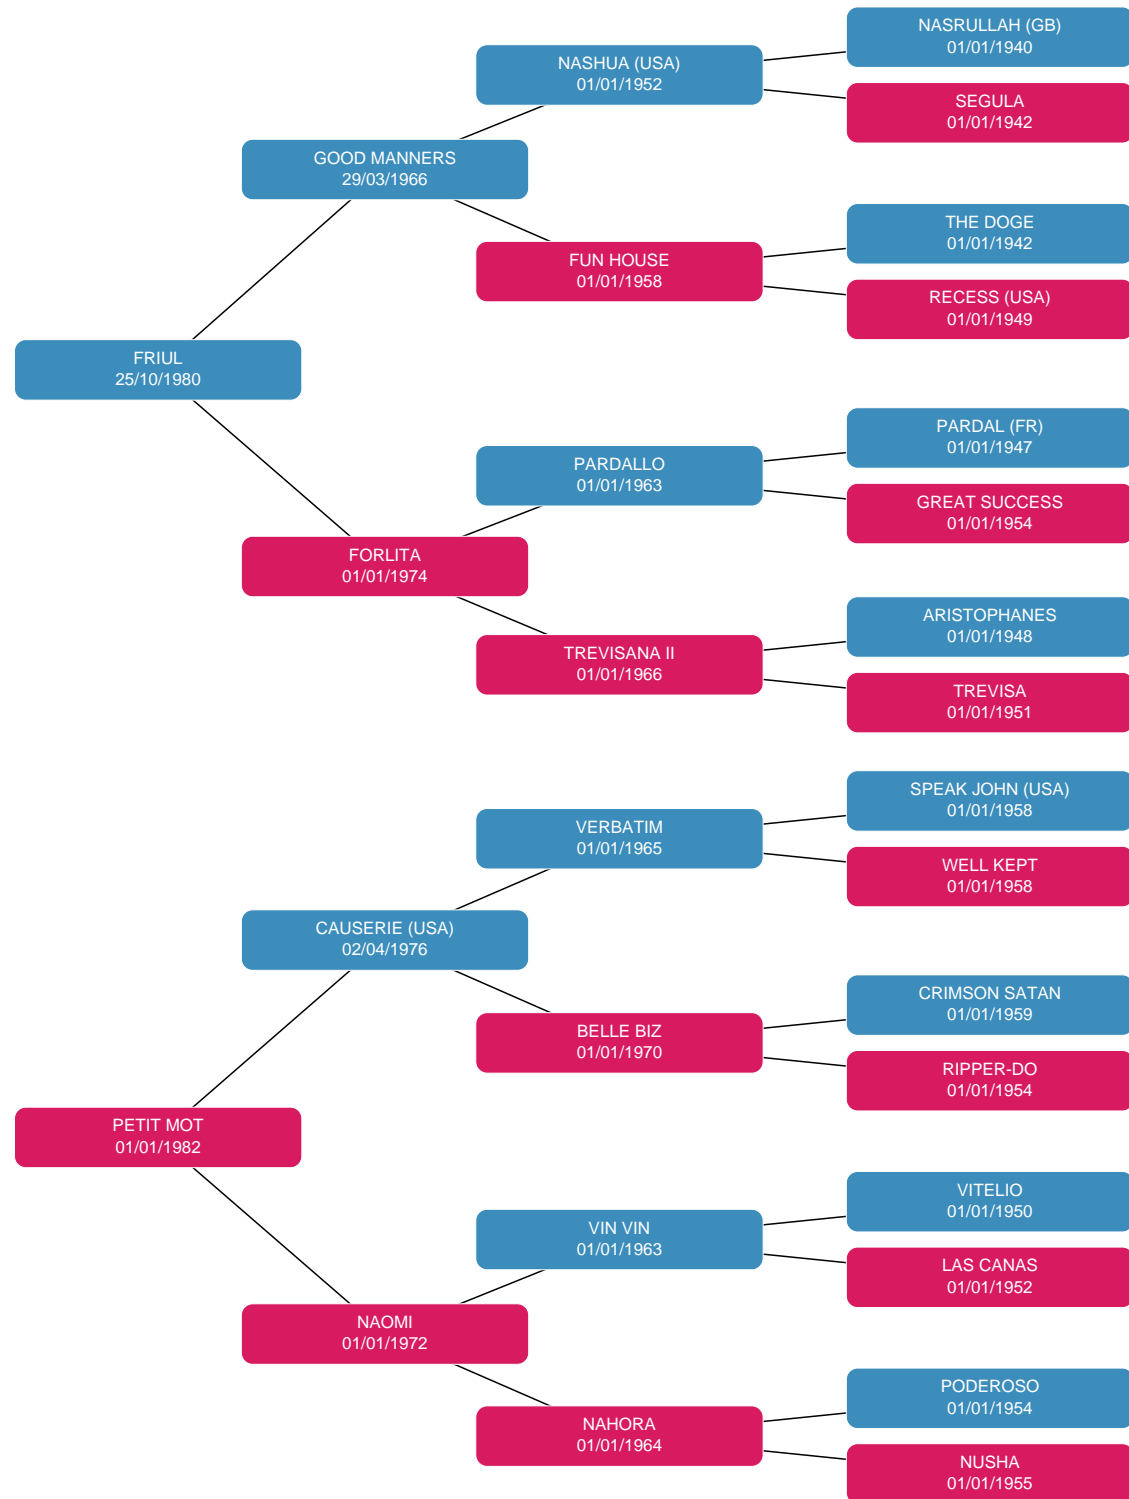 NASRULLAH (GB)
01/01/1940
NASHUA (USA)
01/01/1952
SEGULA
01/01/1942
GOOD MANNERS
29/03/1966
THE DOGE
01/01/1942
FUN HOUSE
01/01/1958
RECESS (USA)
01/01/1949
FRIUL
25/10/1980
PARDAL (FR)
01/01/1947
PARDALLO
01/01/1963
GREAT SUCCESS
01/01/1954
FORLITA
01/01/1974
ARISTOPHANES
01/01/1948
TREVISANA II
01/01/1966
TREVISA
01/01/1951
SPEAK JOHN (USA)
01/01/1958
VERBATIM
01/01/1965
WELL KEPT
01/01/1958
CAUSERIE (USA)
02/04/1976
CRIMSON SATAN
01/01/1959
BELLE BIZ
01/01/1970
RIPPER-DO
01/01/1954
PETIT MOT
01/01/1982
VITELIO
01/01/1950
VIN VIN
01/01/1963
LAS CANAS
01/01/1952
NAOMI
01/01/1972
PODEROSO
01/01/1954
NAHORA
01/01/1964
NUSHA
01/01/1955